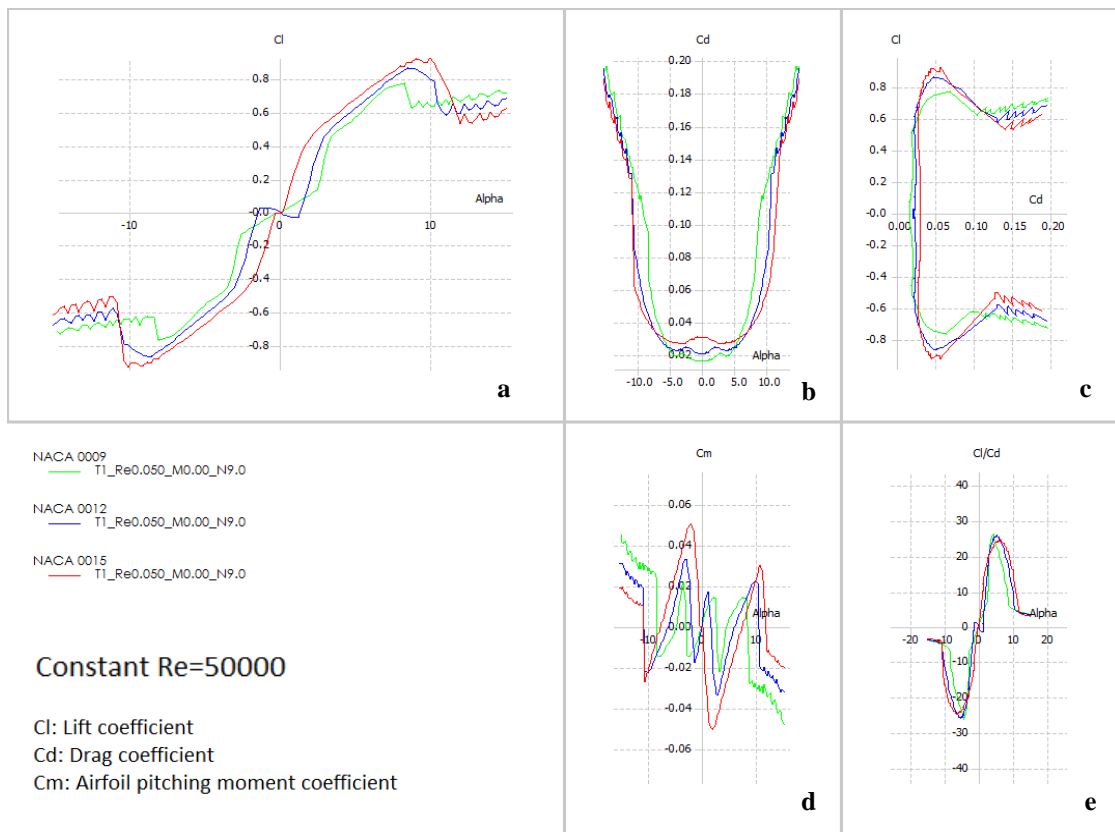 Cl
0.8
0.6
0.4
0.2
Alpha
-0.0
-10
0
10
-0.2
-0.4
-0.6
-0.8
a
Cd
0.20
0.18
0.16
0.14
0.12
0.10
0.08
0.06
0.04
0.02
Alpha
-10.0
-5.0
0.0
5.0
10.0
b
Cl
0.8
0.6
0.4
0.2
Cd
-0.0
0.00
0.05
0.10
0.15
0.20
-0.2
-0.4
-0.6
-0.8
c
NACA 0009
T1_Re0.050_M0.00_N9.0
NACA 0012
T1_Re0.050_M0.00_N9.0
NACA 0015
T1_Re0.050_M0.00_N9.0
Constant Re=50000
Cl: Lift coefficient
Cd: Drag coefficient
Cm: Airfoil pitching moment coefficient
Cm
0.06
0.04
0.02
Alpha
0.00
-10
0
10
-0.02
-0.04
-0.06
d
Cl/Cd
40
30
20
10
Alpha
0
-20
-10
0
10
20
-10
-20
-30
-40
e